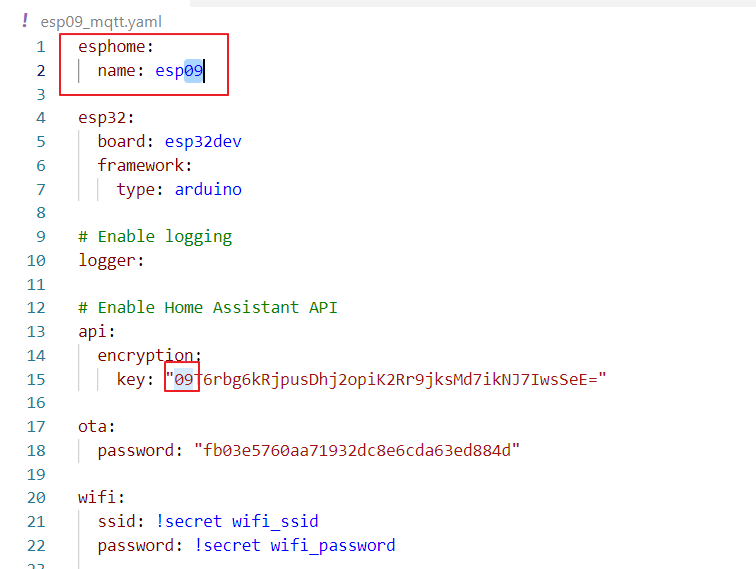 ! esp09_mqtt.yaml
1 esphome:
2 name: esp09
3
4 esp32:
5 board: esp32dev
6 framework:
7 type: arduino
8
9 # Enable logging
10 logger:
11
12 # Enable Home Assistant API
13 api:
14 encryption:
15 key: "09T6rbg6kRjpusDhj2opiK2Rr9jksMd7ikNJ7IwsSeE="
16
17 ota:
18 password: "fb03e5760aa71932dc8e6cda63ed884d"
19
20 wifi:
21 ssid: !secret wifi_ssid
22 password: !secret wifi_password
23